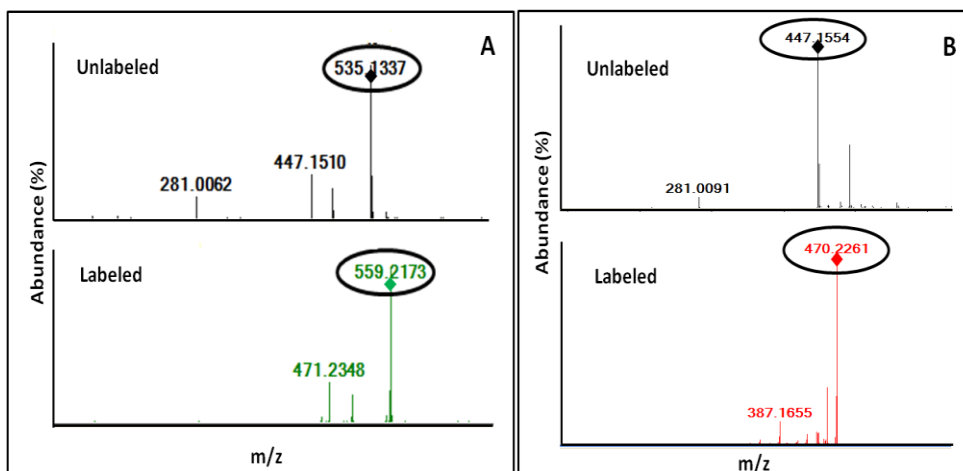 A
Unlabeled
535.1337
447.1510
281.0062
Abundance (%)
Labeled
559.2173
471.2348
m/z
B
Unlabeled
447.1554
281.0091
Abundance (%)
Labeled
470.2261
387.1655
m/z